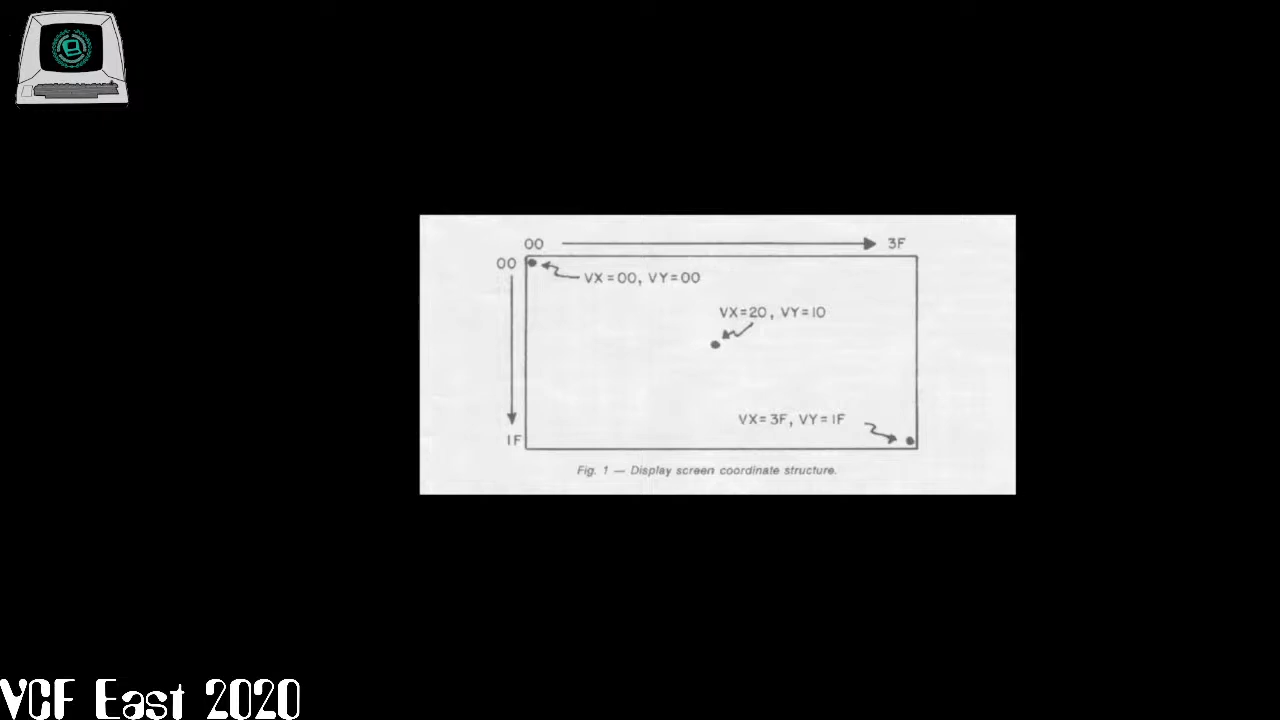 00 3F
00
VX=00, VY=00
VX=20, VY=10
VX=3F, VY=1F
1F
Fig. 1 — Display screen coordinate structure.
VCF East 2020